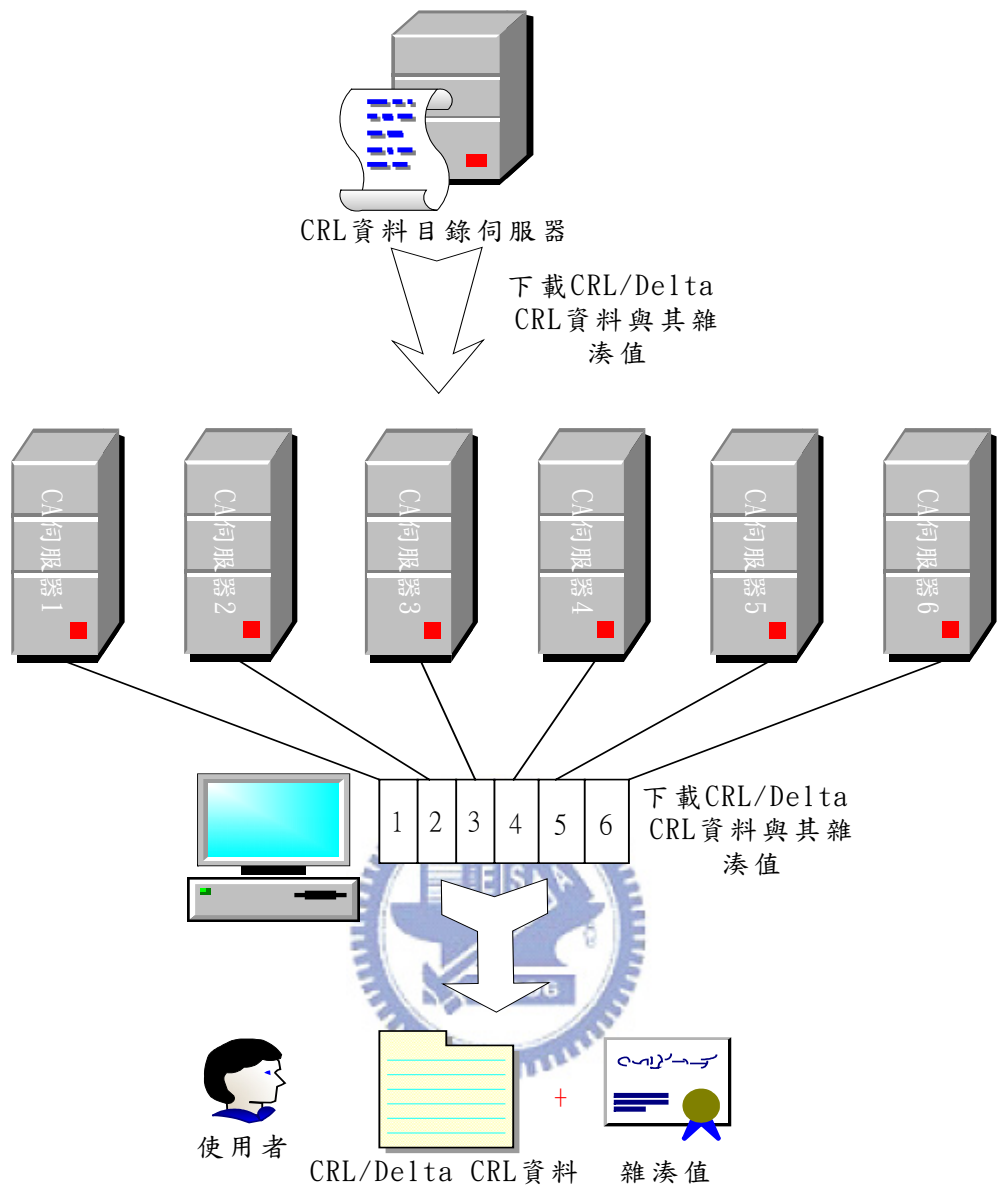 CRL資料目錄伺服器
下載CRL/Delta
CRL資料與其雜
湊值
CA伺服器1
CA伺服器2
CA伺服器3
CA伺服器4
CA伺服器5
CA伺服器6
1 2 3 4 5 6
下載CRL/Delta
CRL資料與其雜
湊值
+
使用者
CRL/Delta CRL資料
雜湊值